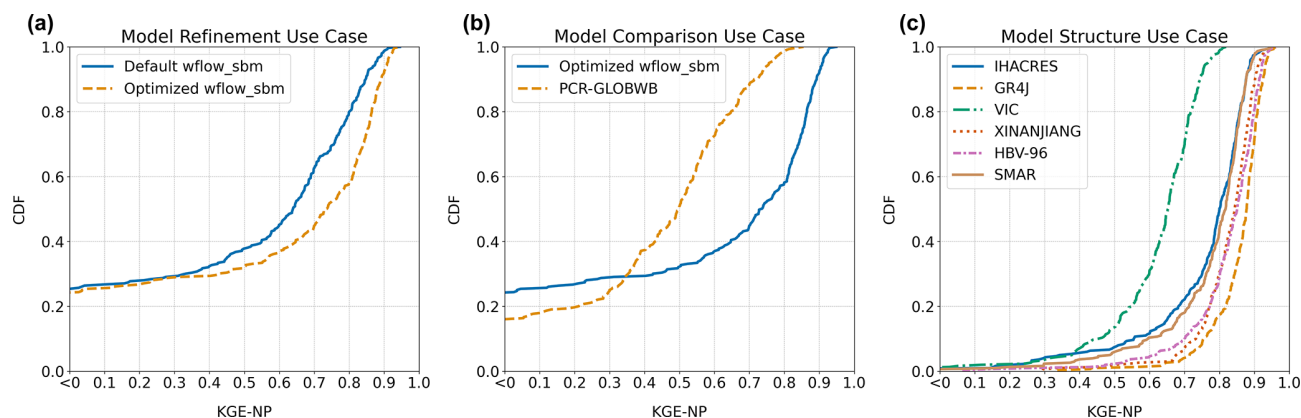 (a)
Model Refinement Use Case
Default wflow_sbm
Optimized wflow_sbm
CDF
1.0
0.8
0.6
0.4
0.2
0.0
<0 0.1 0.2 0.3 0.4 0.5 0.6 0.7 0.8 0.9 1.0
KGE-NP
(b)
Model Comparison Use Case
Optimized wflow_sbm
PCR-GLOBWB
CDF
1.0
0.8
0.6
0.4
0.2
0.0
<0 0.1 0.2 0.3 0.4 0.5 0.6 0.7 0.8 0.9 1.0
KGE-NP
(c)
Model Structure Use Case
IHACRES
GR4J
VIC
XINANJIANG
HBV-96
SMAR
CDF
1.0
0.8
0.6
0.4
0.2
0.0
<0 0.1 0.2 0.3 0.4 0.5 0.6 0.7 0.8 0.9 1.0
KGE-NP